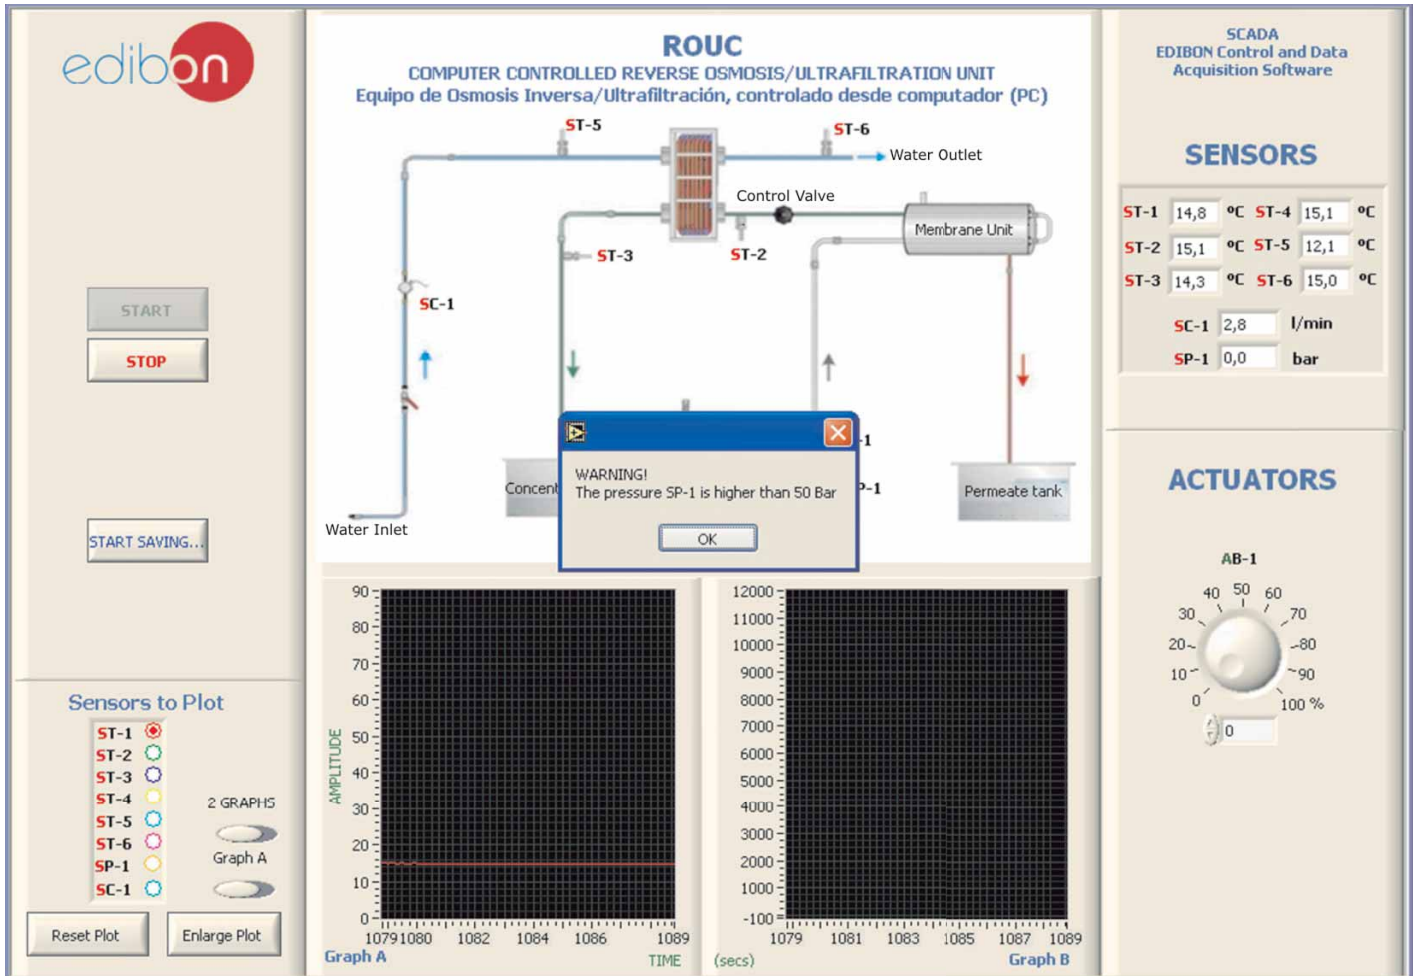 edibon
START
STOP
START SAVING...
Sensors to Plot
ST-1
ST-2
ST-3
ST-4
ST-5
ST-6
SP-1
SC-1
2 GRAPHS
Graph A
Reset Plot
Enlarge Plot
ROUC
COMPUTER CONTROLLED REVERSE OSMOSIS/ULTRAFILTRATION UNIT
Equipo de Osmosis Inversa/Ultrafiltración, controlado desde computador (PC)
ST-5
ST-6
Water Outlet
Control Valve
Membrane Unit
ST-3
ST-2
SC-1
-1
P-1
Concent
Permeate tank
Water Inlet
WARNING!
The pressure SP-1 is higher than 50 Bar
OK
90
80
70
60
50
40
30
20
10
0
AMPLITUDE
1079 1080 1082 1084 1086 1089
Graph A
TIME (secs)
12000
11000
10000
9000
8000
7000
6000
5000
4000
3000
2000
1000
-100
1079 1081 1083 1085 1087 1089
Graph B
SCADA
EDIBON Control and Data
Acquisition Software
SENSORS
ST-1 14,8 ºC ST-4 15,1 ºC
ST-2 15,1 ºC ST-5 12,1 ºC
ST-3 14,3 ºC ST-6 15,0 ºC
SC-1 2,8 l/min
SP-1 0,0 bar
ACTUATORS
AB-1
0 10 20 30 40 50 60 70 80 90 100 %
0